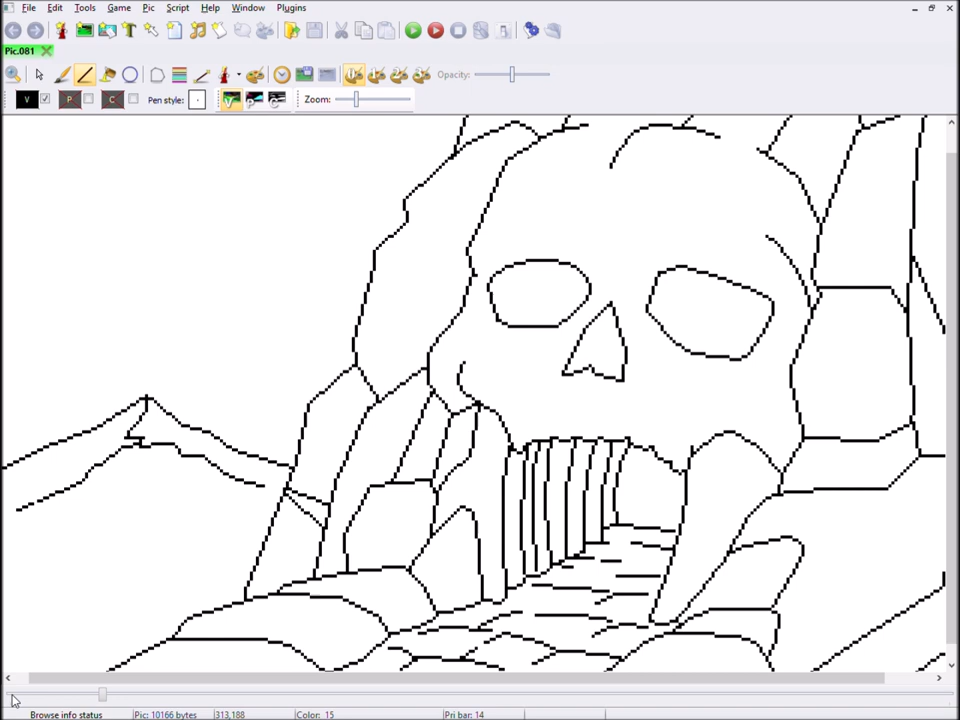 File Edit Tools Game Pic Script Help Window Plugins
Pic.081
Opacity:
V P C Pen style: V P C Zoom:
Browse info status Pic: 10166 bytes 313,188 Color: 15 Pri bar: 14